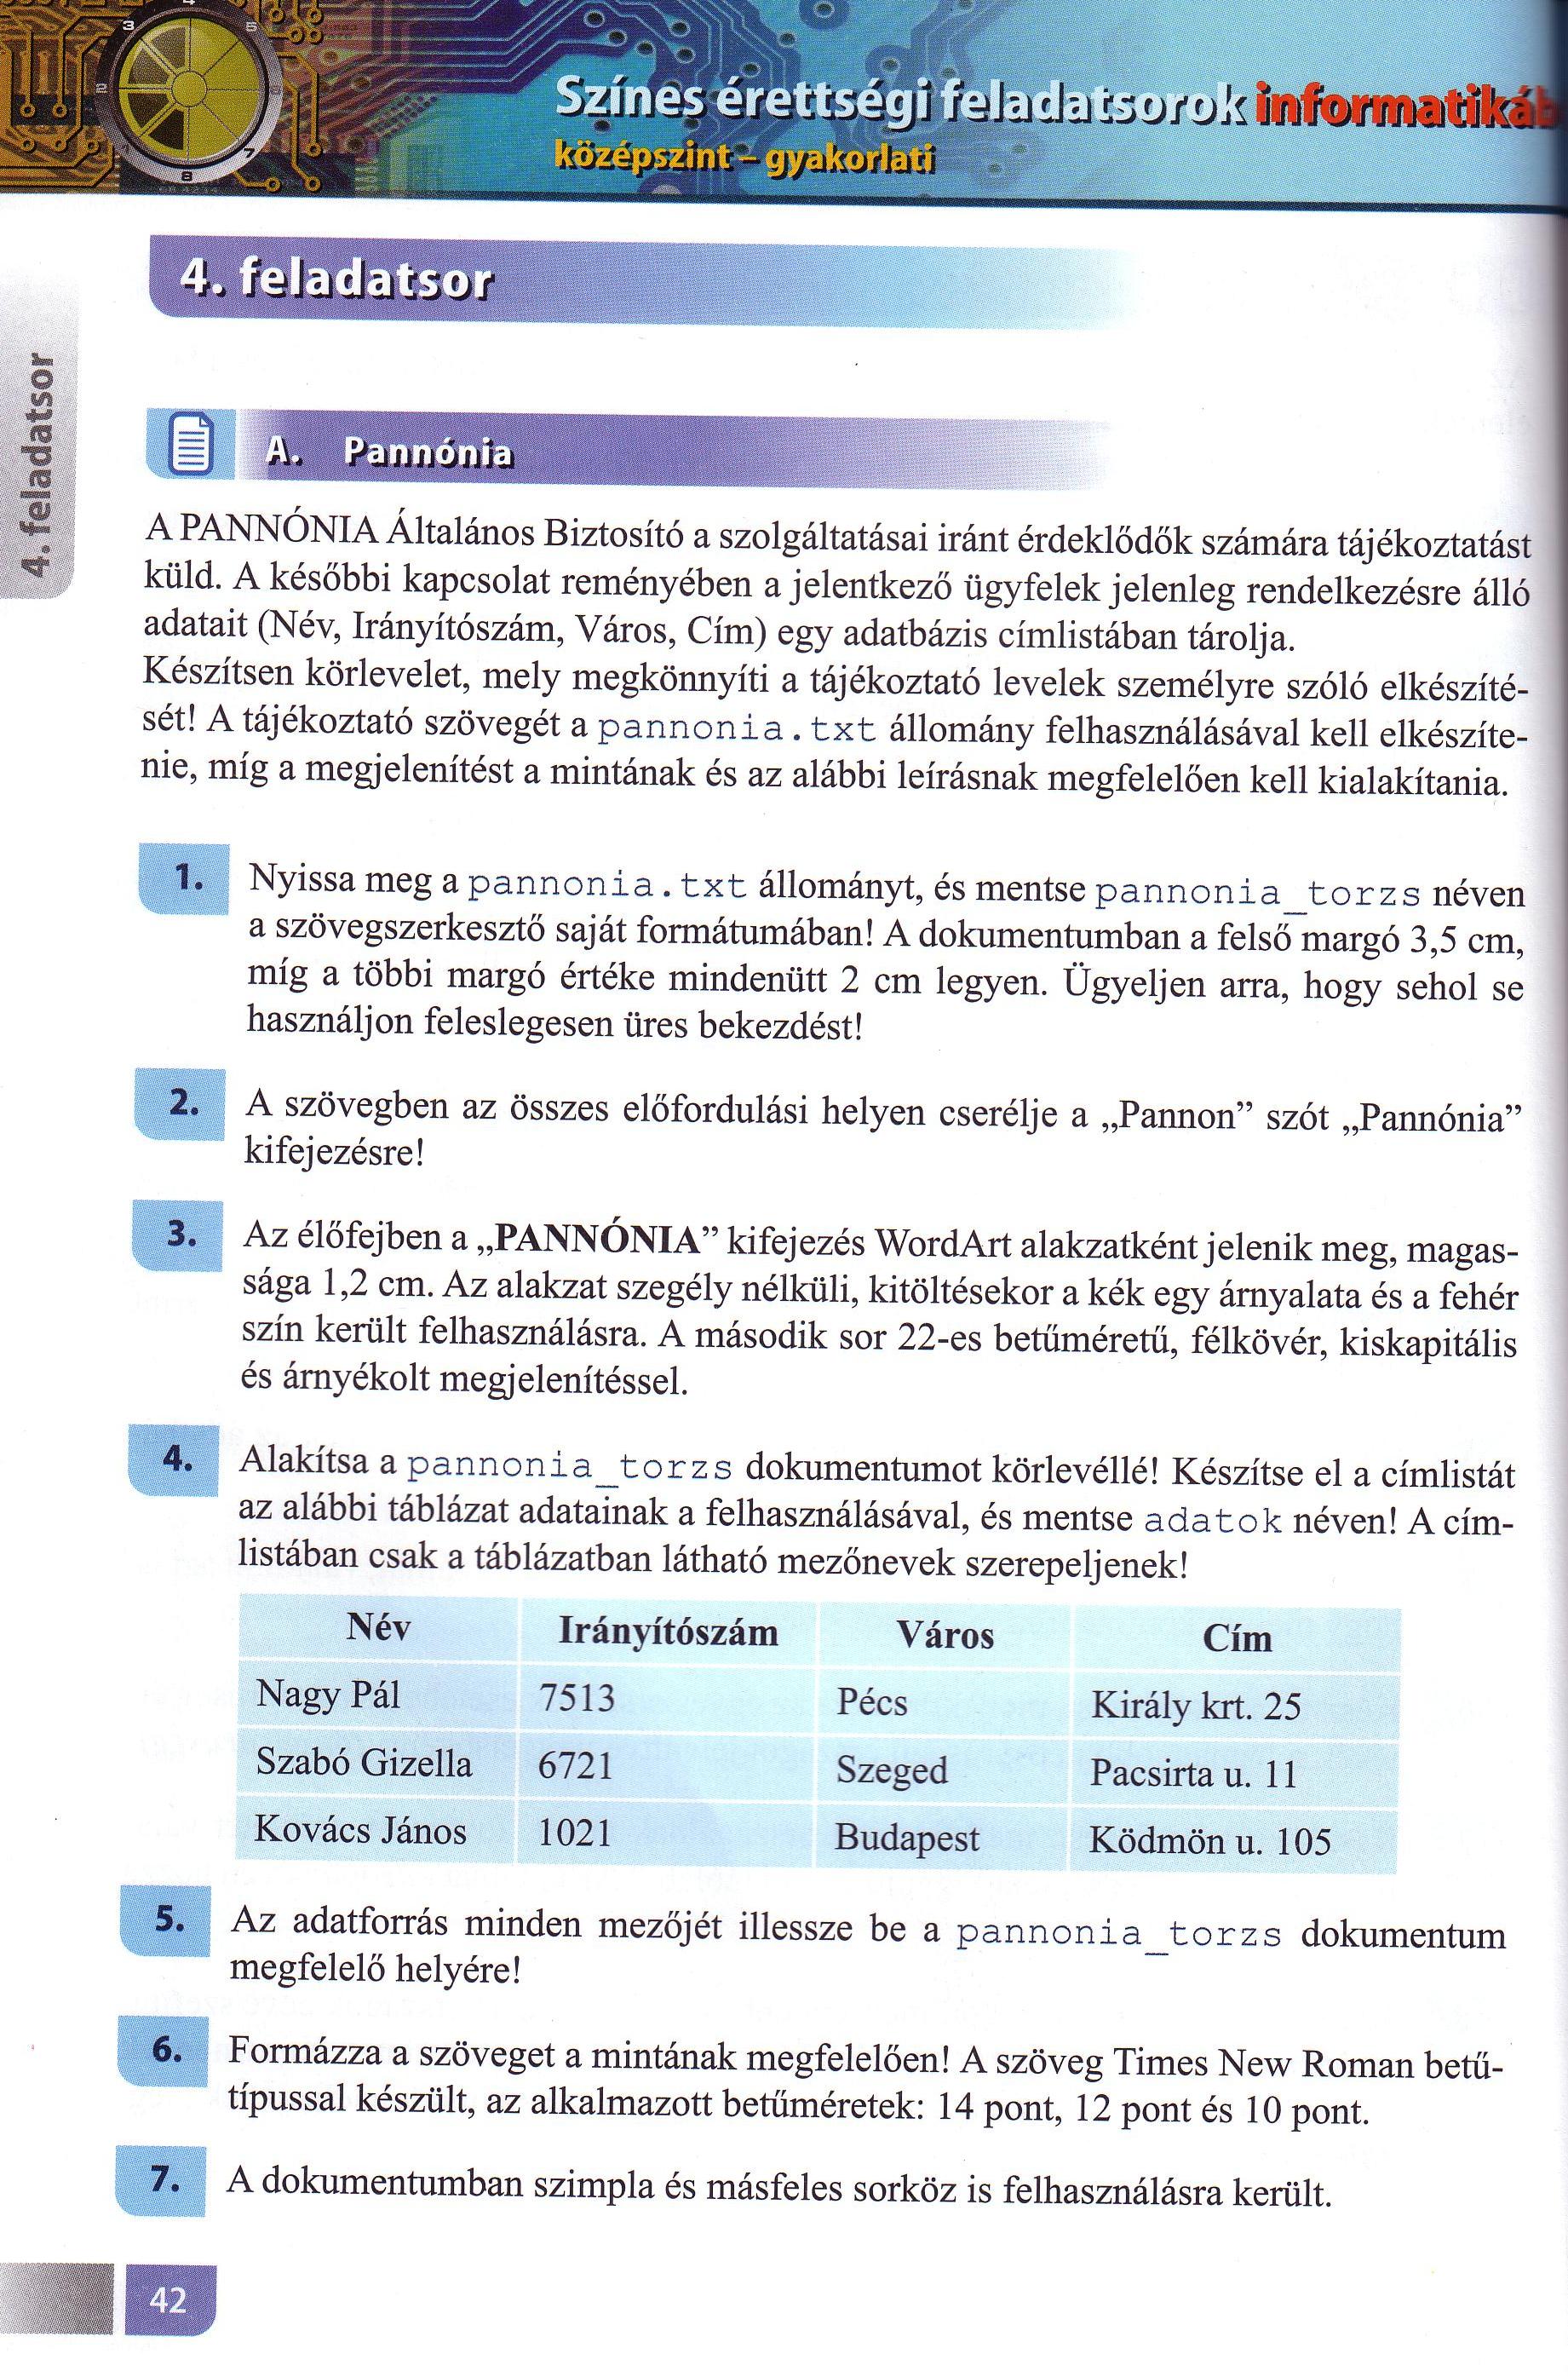 Színes érettségi feladatsorok informatikáb
középszint – gyakorlati
4. feladatsor
4. feladatsor
A. Pannónia
A PANNÓNIA Általános Biztosító a szolgáltatásai iránt érdeklődők számára tájékoztatást
küld. A későbbi kapcsolat reményében a jelentkező ügyfelek jelenleg rendelkezésre álló
adatait (Név, Irányítószám, Város, Cím) egy adatbázis címlistában tárolja.
Készítsen körlevelet, mely megkönnyíti a tájékoztató levelek személyre szóló elkészíté-
sét! A tájékoztató szövegét a pannonia.txt állomány felhasználásával kell elkészíte-
nie, míg a megjelenítést a mintának és az alábbi leírásnak megfelelően kell kialakítania.
1. Nyissa meg a pannonia.txt állományt, és mentse pannonia_torzs néven
a szövegszerkesztő saját formátumában! A dokumentumban a felső margó 3,5 cm,
míg a többi margó értéke mindenütt 2 cm legyen. Ügyeljen arra, hogy sehol se
használjon feleslegesen üres bekezdést!
2. A szövegben az összes előfordulási helyen cserélje a „Pannon” szót „Pannónia”
kifejezésre!
3. Az élőfejben a „PANNÓNIA” kifejezés WordArt alakzatként jelenik meg, magas-
sága 1,2 cm. Az alakzat szegély nélküli, kitöltésekor a kék egy árnyalata és a fehér
szín került felhasználásra. A második sor 22-es betűméretű, félkövér, kiskapitális
és árnyékolt megjelenítéssel.
4. Alakítsa a pannonia_torzs dokumentumot körlevéllé! Készítse el a címlistát
az alábbi táblázat adatainak a felhasználásával, és mentse adatok néven! A cím-
listában csak a táblázatban látható mezőnevek szerepeljenek!
Név Irányítószám Város Cím
Nagy Pál 7513 Pécs Király krt. 25
Szabó Gizella 6721 Szeged Pacsirta u. 11
Kovács János 1021 Budapest Ködmön u. 105
5. Az adatforrás minden mezőjét illessze be a pannonia_torzs dokumentum
megfelelő helyére!
6. Formázza a szöveget a mintának megfelelően! A szöveg Times New Roman betű-
típussal készült, az alkalmazott betűméretek: 14 pont, 12 pont és 10 pont.
7. A dokumentumban szimpla és másfeles sorköz is felhasználásra került.
42